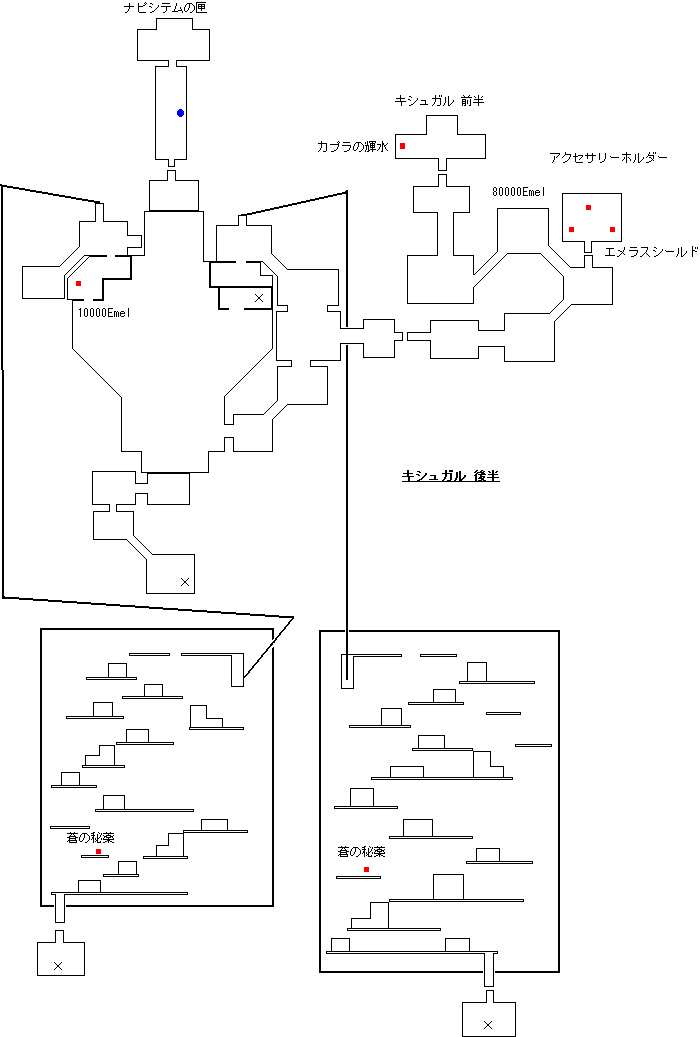 ナピシテムの匣
キシュガル 前半
カプラの輝水
アクセサリーホルダー
80000Emel
エメラスシールド
10000Emel
キシュガル 後半
蒼の秘薬
蒼の秘薬